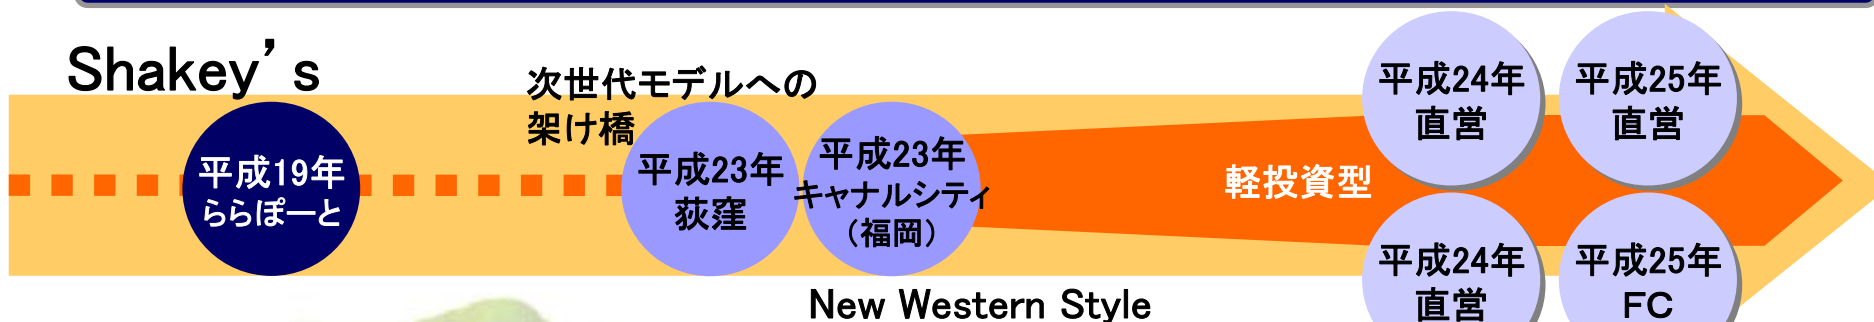 Shakey's
次世代モデルへの
架け橋
平成19年
ららぽーと
平成23年
荻窪
平成23年
キャナルシティ
（福岡）
軽投資型
平成24年
直営
平成25年
直営
平成24年
直営
平成25年
FC
New Western Style